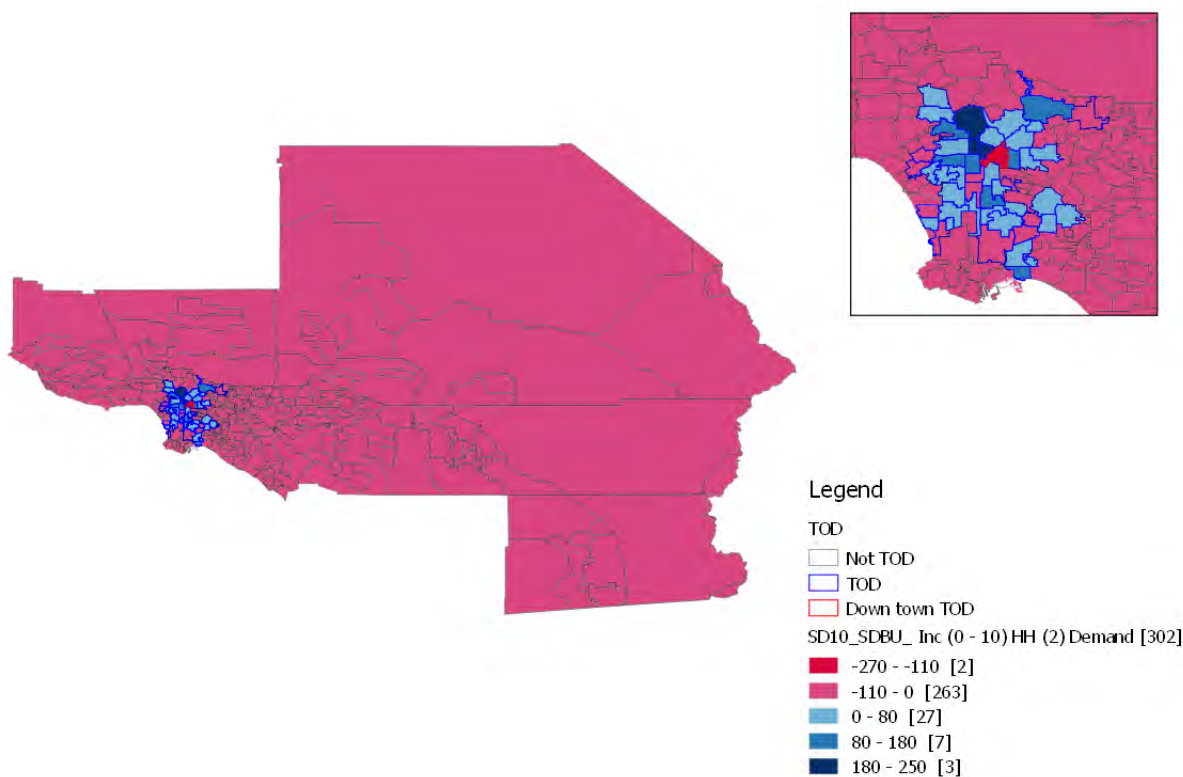 Legend
TOD
Not TOD
TOD
Down town TOD
SD10_SDBU_ Inc (0 - 10) HH (2) Demand [302]
-270 - -110 [2]
-110 - 0 [263]
0 - 80 [27]
80 - 180 [7]
180 - 250 [3]